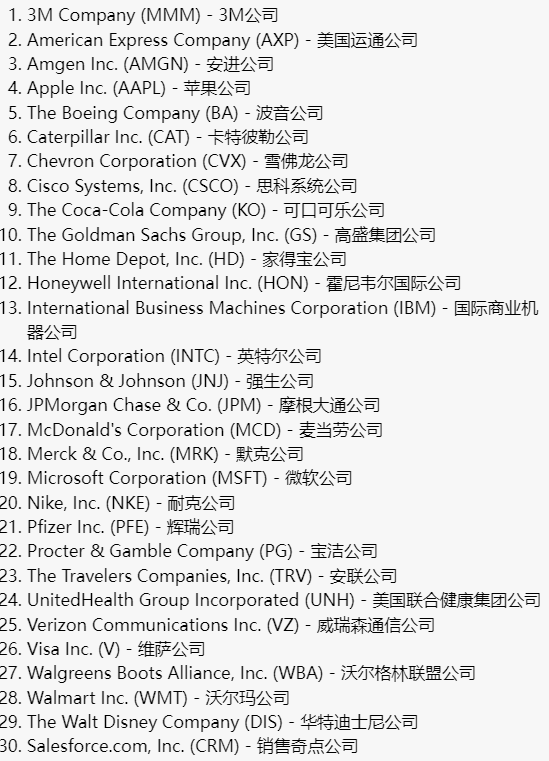 1. 3M Company (MMM) - 3M公司
2. American Express Company (AXP) - 美国运通公司
3. Amgen Inc. (AMGN) - 安进公司
4. Apple Inc. (AAPL) - 苹果公司
5. The Boeing Company (BA) - 波音公司
6. Caterpillar Inc. (CAT) - 卡特彼勒公司
7. Chevron Corporation (CVX) - 雪佛龙公司
8. Cisco Systems, Inc. (CSCO) - 思科系统公司
9. The Coca-Cola Company (KO) - 可口可乐公司
10. The Goldman Sachs Group, Inc. (GS) - 高盛集团公司
11. The Home Depot, Inc. (HD) - 家得宝公司
12. Honeywell International Inc. (HON) - 霍尼韦尔国际公司
13. International Business Machines Corporation (IBM) - 国际商业机
器公司
14. Intel Corporation (INTC) - 英特尔公司
15. Johnson & Johnson (JNJ) - 强生公司
16. JPMorgan Chase & Co. (JPM) - 摩根大通公司
17. McDonald's Corporation (MCD) - 麦当劳公司
18. Merck & Co., Inc. (MRK) - 默克公司
19. Microsoft Corporation (MSFT) - 微软公司
20. Nike, Inc. (NKE) - 耐克公司
21. Pfizer Inc. (PFE) - 辉瑞公司
22. Procter & Gamble Company (PG) - 宝洁公司
23. The Travelers Companies, Inc. (TRV) - 安联公司
24. UnitedHealth Group Incorporated (UNH) - 美国联合健康集团公司
25. Verizon Communications Inc. (VZ) - 威瑞森通信公司
26. Visa Inc. (V) - 维萨公司
27. Walgreens Boots Alliance, Inc. (WBA) - 沃尔格林联盟公司
28. Walmart Inc. (WMT) - 沃尔玛公司
29. The Walt Disney Company (DIS) - 华特迪士尼公司
30. Salesforce.com, Inc. (CRM) - 销售奇点公司